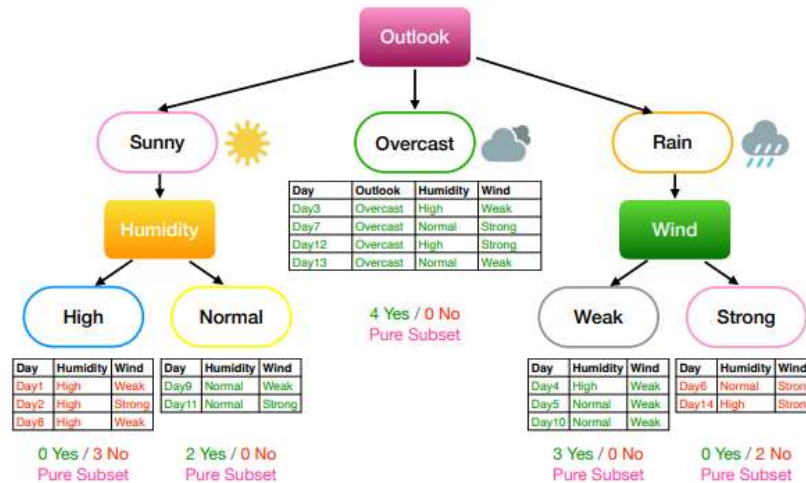 Outlook
Sunny
Overcast
Rain
Day Outlook Humidity Wind
Day3 Overcast High Weak
Day7 Overcast Normal Strong
Day12 Overcast High Strong
Day13 Overcast Normal Weak
Humidity
Wind
4 Yes / 0 No
Pure Subset
High
Normal
Weak
Strong
Day Humidity Wind
Day1 High Weak
Day2 High Strong
Day8 High Weak
Day Humidity Wind
Day9 Normal Weak
Day11 Normal Strong
Day Humidity Wind
Day4 High Weak
Day5 Normal Weak
Day10 Normal Weak
Day Humidity Wind
Day6 Normal Stron
Day14 High Stron
0 Yes / 3 No
Pure Subset
2 Yes / 0 No
Pure Subset
3 Yes / 0 No
Pure Subset
0 Yes / 2 No
Pure Subset